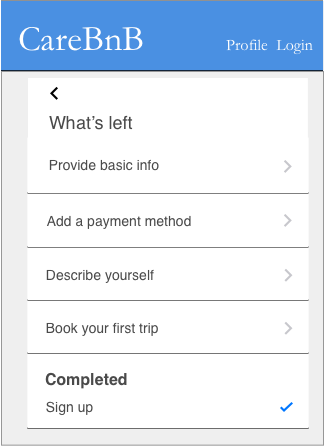 CareBnB
Profile Login
What's left
Provide basic info
Add a payment method
Describe yourself
Book your first trip
Completed
Sign up